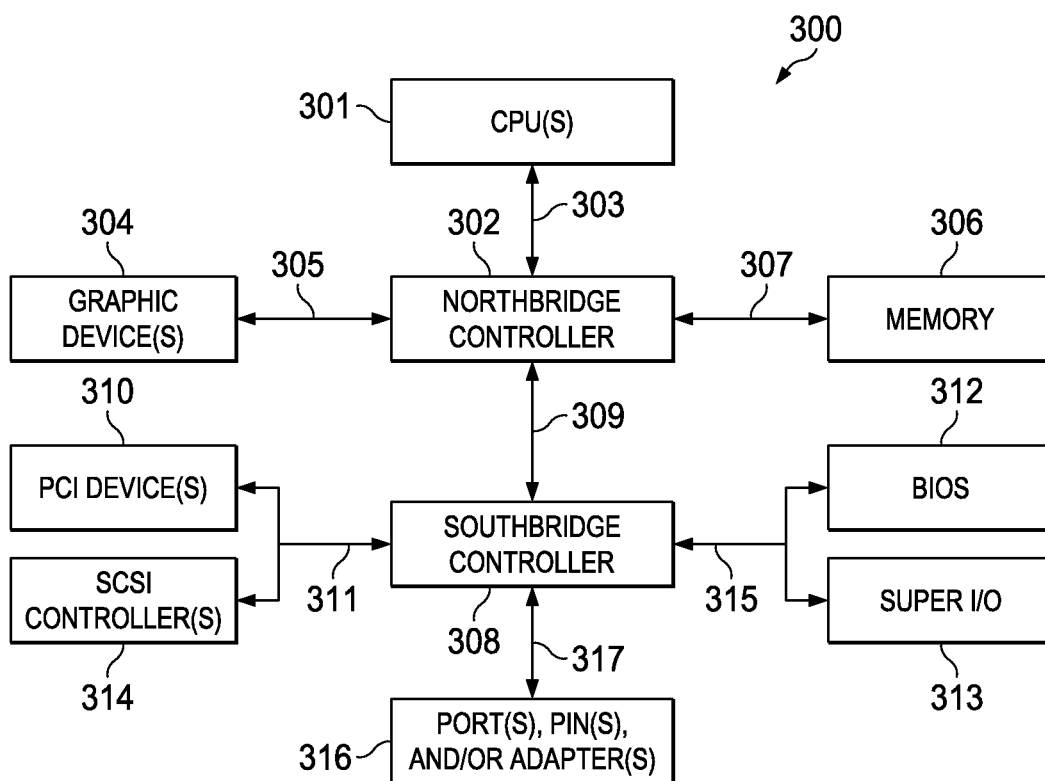 300
301
CPU(S)
303
304
302
306
305
307
GRAPHIC
DEVICE(S)
NORTHBRIDGE
CONTROLLER
MEMORY
310
309
312
PCI DEVICE(S)
SOUTHBRIDGE
CONTROLLER
BIOS
311
315
SCSI
CONTROLLER(S)
SUPER I/O
308
317
314
313
316
PORT(S), PIN(S),
AND/OR ADAPTER(S)